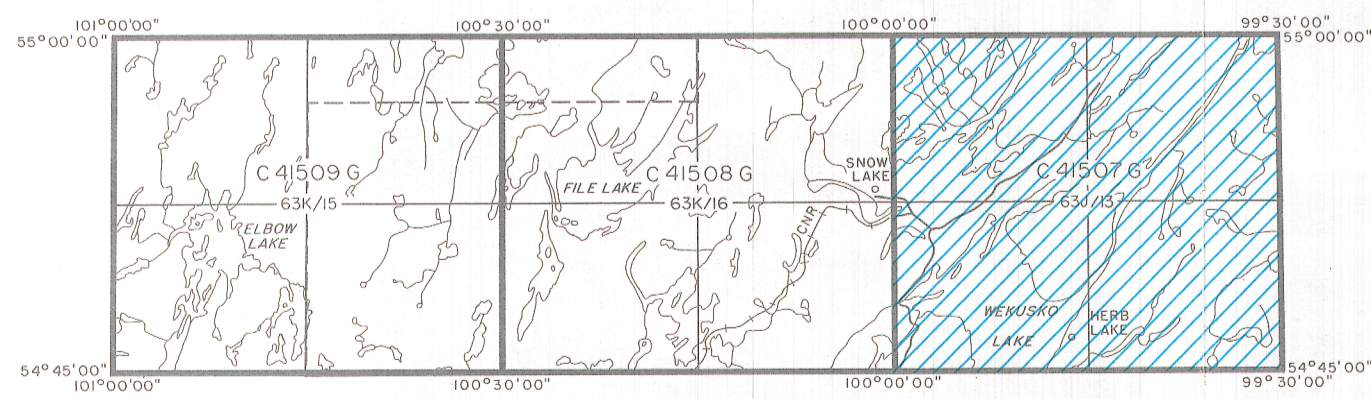 101°00'00"
100°30'00"
100°00'00"
99°30'00"
55°00'00"
55°00'00"
SNOW
LAKE
C 41509 G
C 41508 G
C 41507 G
FILE LAKE
63K/15
63K/16
63J/13
CNR
ELBOW
LAKE
WEKUSKO
LAKE
HERB
LAKE
54°45'00"
54°45'00"
101°00'00"
100°30'00"
100°00'00"
99°30'00"